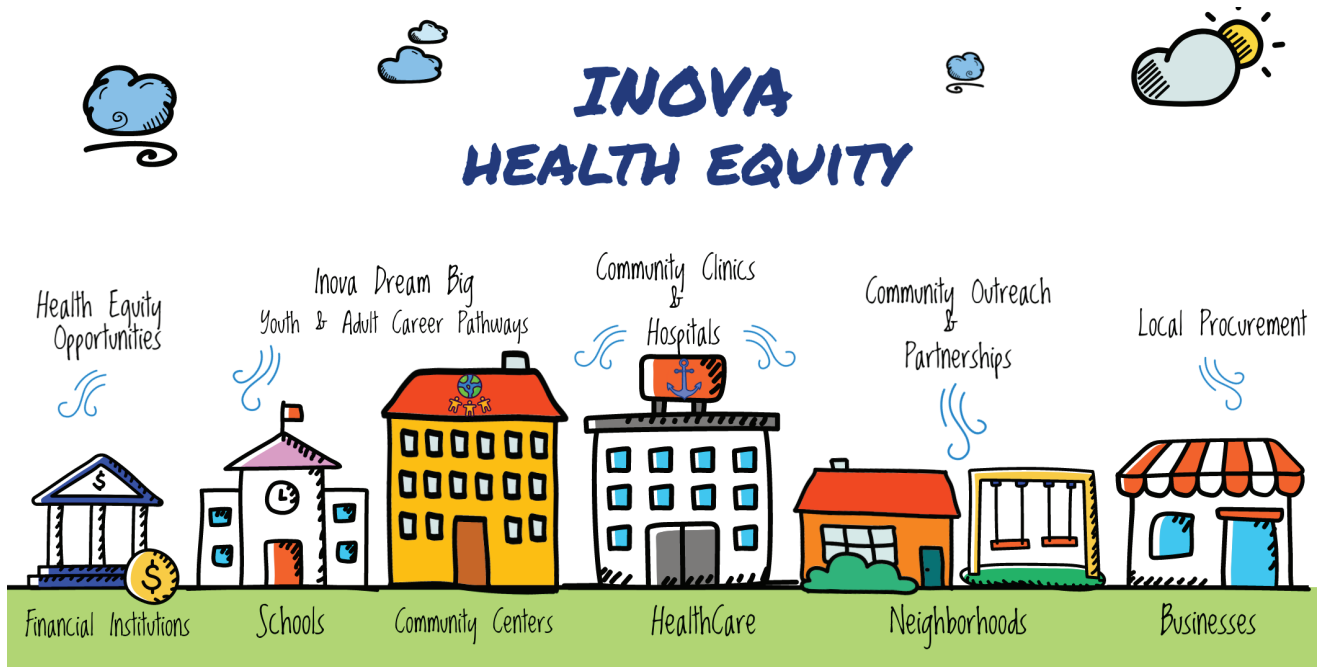 INOVA
HEALTH EQUITY
Health Equity
Opportunities
Inova Dream Big
Youth & Adult Career Pathways
Community Clinics
&
Hospitals
Community Outreach
&
Partnerships
Local Procurement
$
$
Financial Institutions
Schools
Community Centers
HealthCare
Neighborhoods
Businesses